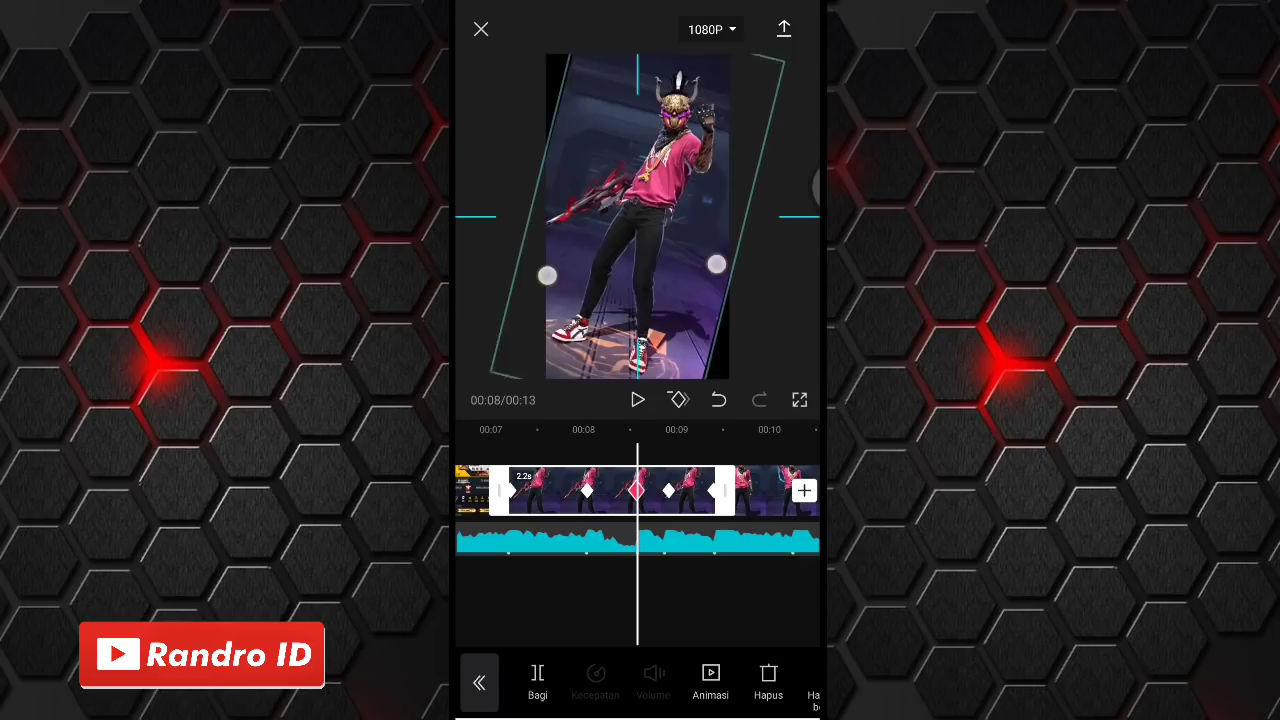 1080P
00:08/00:13
00:07
00:08
00:09
00:10
2.2s
Bagi
Kecepatan
Volume
Animasi
Hapus
Randro ID